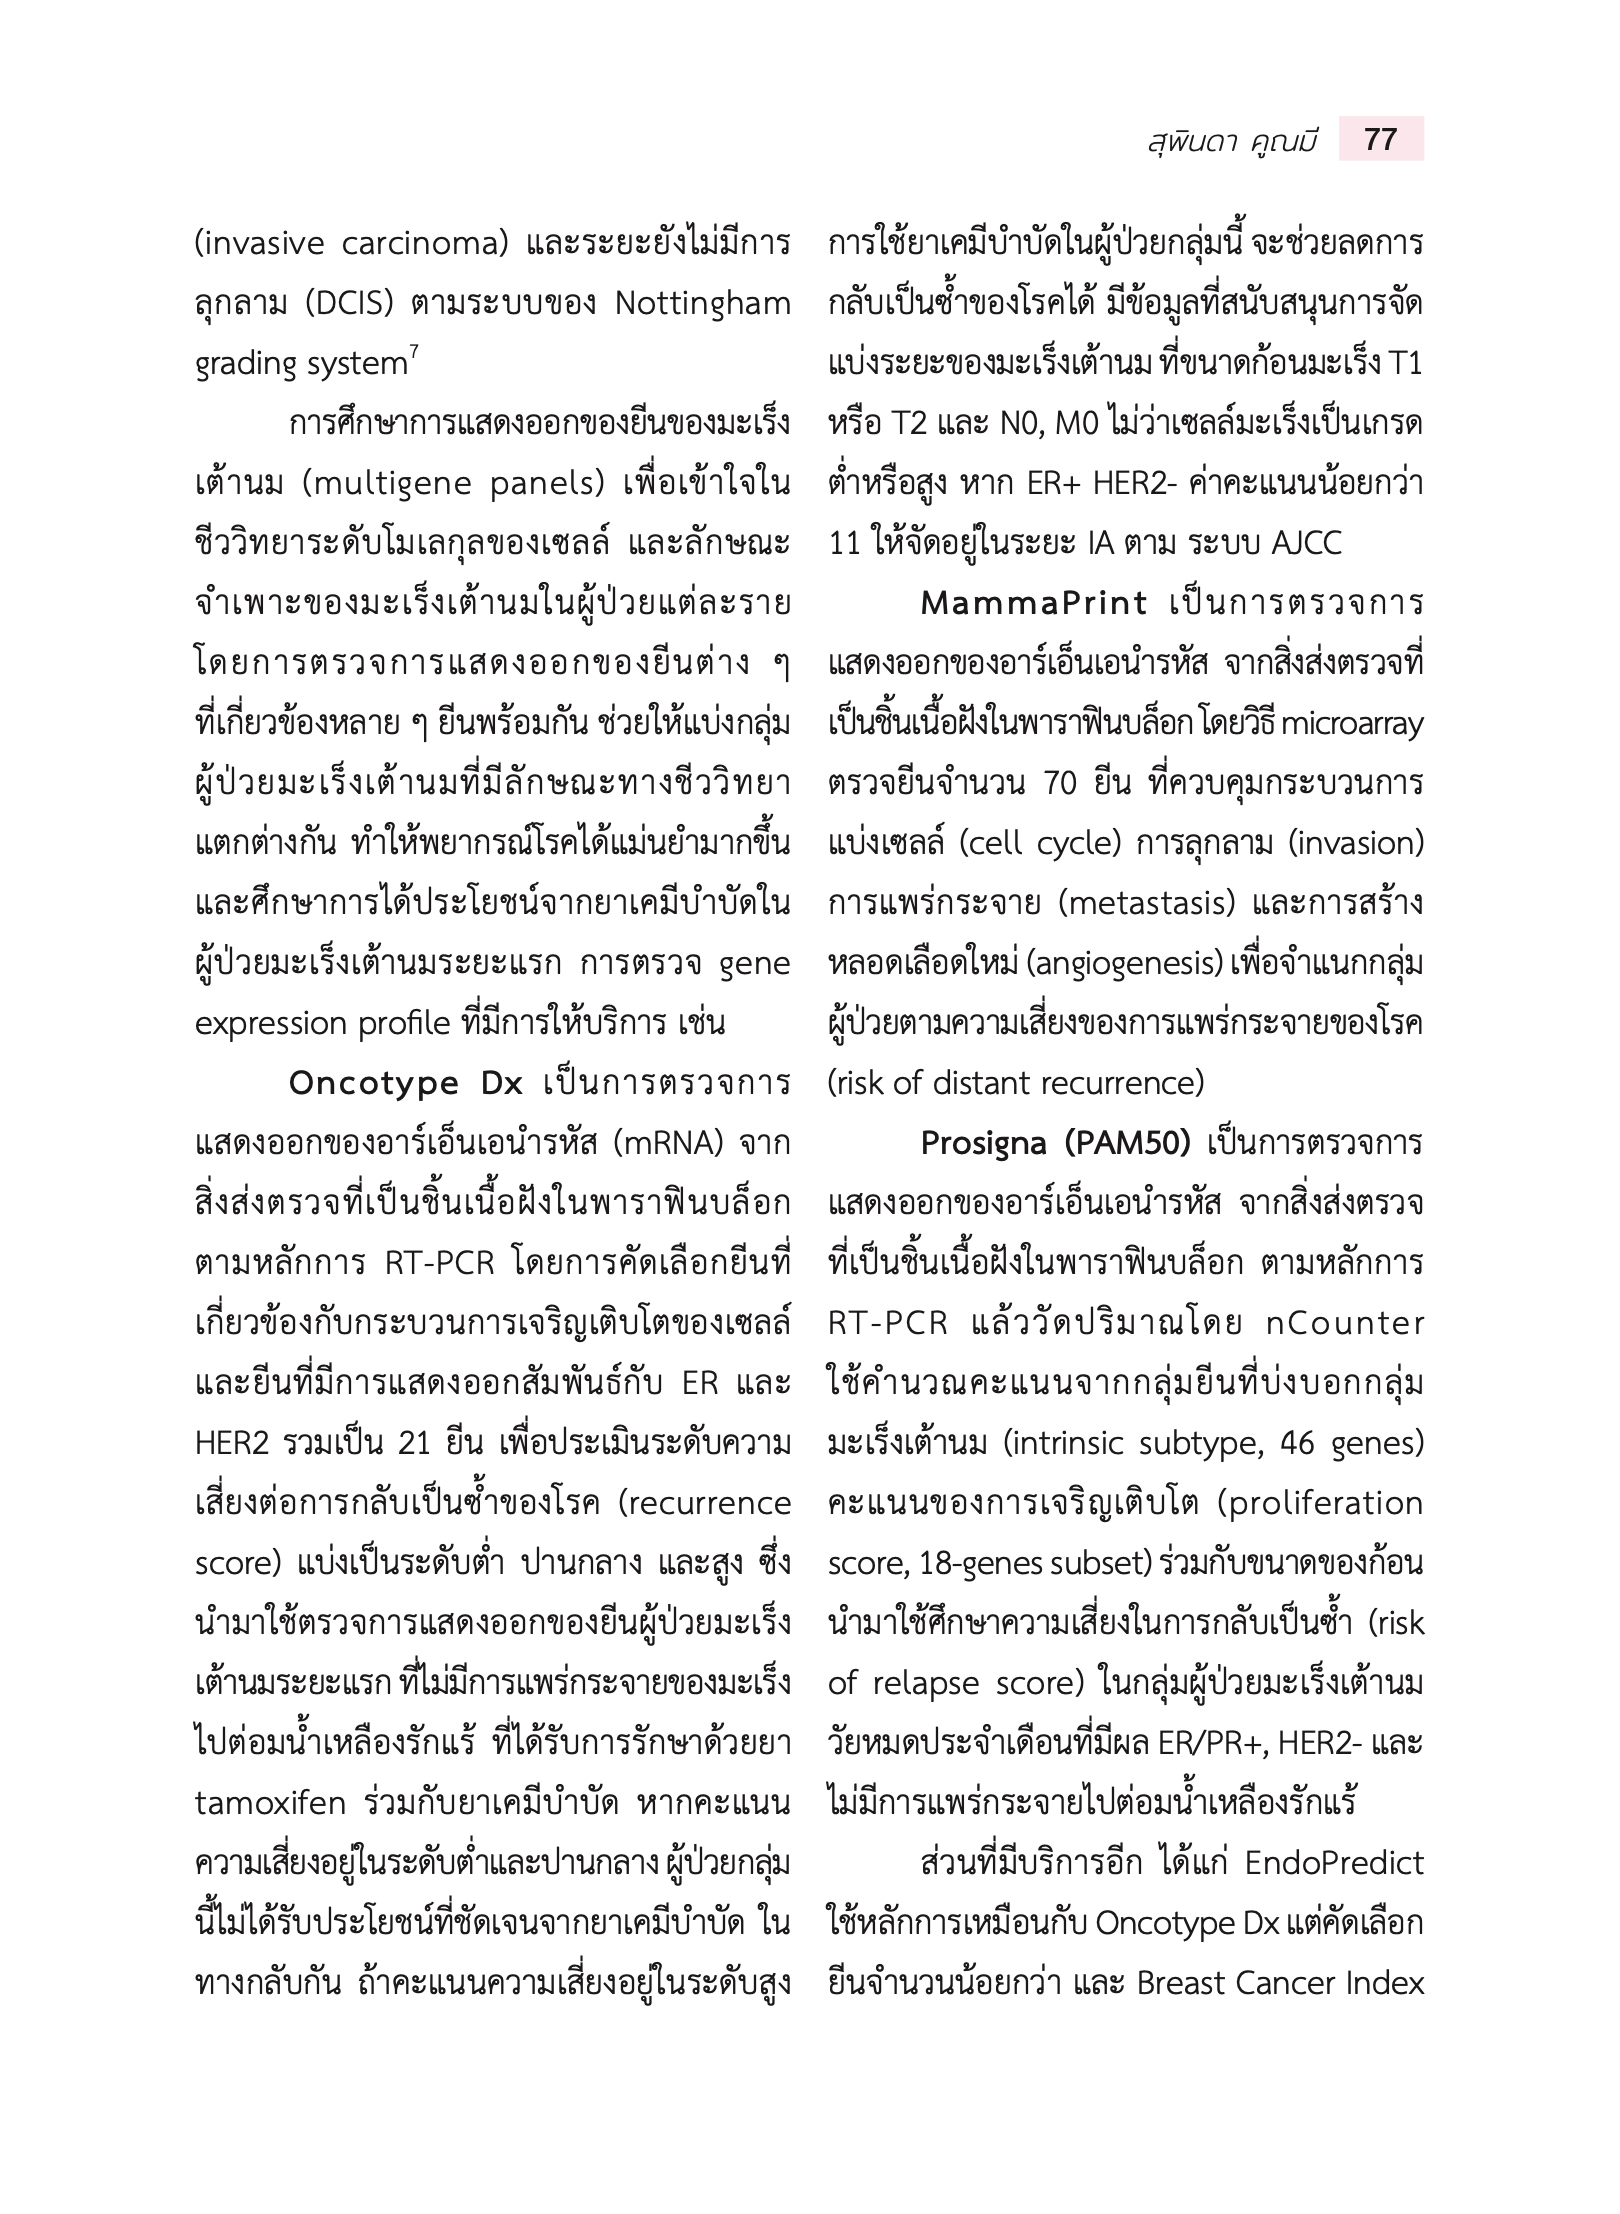 สุพินดา คูณมี 77
(invasive carcinoma) และระยะยังไม่มีการ
ลุกลาม (DCIS) ตามระบบของ Nottingham
grading system7
การศึกษาการแสดงออกของยีนของมะเร็ง
เต้านม (multigene panels) เพื่อเข้าใจใน
ชีววิทยาระดับโมเลกุลของเซลล์ และลักษณะ
จำเพาะของมะเร็งเต้านมในผู้ป่วยแต่ละราย
โดยการตรวจการแสดงออกของยีนต่าง ๆ
ที่เกี่ยวข้องหลาย ๆ ยีนพร้อมกัน ช่วยให้แบ่งกลุ่ม
ผู้ป่วยมะเร็งเต้านมที่มีลักษณะทางชีววิทยา
แตกต่างกัน ทำให้พยากรณ์โรคได้แม่นยำมากขึ้น
และศึกษาการได้ประโยชน์จากยาเคมีบำบัดใน
ผู้ป่วยมะเร็งเต้านมระยะแรก การตรวจ gene
expression profile ที่มีการให้บริการ เช่น
Oncotype Dx เป็นการตรวจการ
แสดงออกของอาร์เอ็นเอนำรหัส (mRNA) จาก
สิ่งส่งตรวจที่เป็นชิ้นเนื้อฝังในพาราฟินบล็อก
ตามหลักการ RT-PCR โดยการคัดเลือกยีนที่
เกี่ยวข้องกับกระบวนการเจริญเติบโตของเซลล์
และยีนที่มีการแสดงออกสัมพันธ์กับ ER และ
HER2 รวมเป็น 21 ยีน เพื่อประเมินระดับความ
เสี่ยงต่อการกลับเป็นซ้ำของโรค (recurrence
score) แบ่งเป็นระดับต่ำ ปานกลาง และสูง ซึ่ง
นำมาใช้ตรวจการแสดงออกของยีนผู้ป่วยมะเร็ง
เต้านมระยะแรก ที่ไม่มีการแพร่กระจายของมะเร็ง
ไปต่อมน้ำเหลืองรักแร้ ที่ได้รับการรักษาด้วยยา
tamoxifen ร่วมกับยาเคมีบำบัด หากคะแนน
ความเสี่ยงอยู่ในระดับต่ำและปานกลาง ผู้ป่วยกลุ่ม
นี้ไม่ได้รับประโยชน์ที่ชัดเจนจากยาเคมีบำบัด ใน
ทางกลับกัน ถ้าคะแนนความเสี่ยงอยู่ในระดับสูง
การใช้ยาเคมีบำบัดในผู้ป่วยกลุ่มนี้ จะช่วยลดการ
กลับเป็นซ้ำของโรคได้ มีข้อมูลที่สนับสนุนการจัด
แบ่งระยะของมะเร็งเต้านม ที่ขนาดก้อนมะเร็ง T1
หรือ T2 และ N0, M0 ไม่ว่าเซลล์มะเร็งเป็นเกรด
ต่ำหรือสูง หาก ER+ HER2- ค่าคะแนนน้อยกว่า
11 ให้จัดอยู่ในระยะ IA ตาม ระบบ AJCC
MammaPrint เป็นการตรวจการ
แสดงออกของอาร์เอ็นเอนำรหัส จากสิ่งส่งตรวจที่
เป็นชิ้นเนื้อฝังในพาราฟินบล็อก โดยวิธี microarray
ตรวจยีนจำนวน 70 ยีน ที่ควบคุมกระบวนการ
แบ่งเซลล์ (cell cycle) การลุกลาม (invasion)
การแพร่กระจาย (metastasis) และการสร้าง
หลอดเลือดใหม่ (angiogenesis) เพื่อจำแนกกลุ่ม
ผู้ป่วยตามความเสี่ยงของการแพร่กระจายของโรค
(risk of distant recurrence)
Prosigna (PAM50) เป็นการตรวจการ
แสดงออกของอาร์เอ็นเอนำรหัส จากสิ่งส่งตรวจ
ที่เป็นชิ้นเนื้อฝังในพาราฟินบล็อก ตามหลักการ
RT-PCR แล้ววัดปริมาณโดย nCounter
ใช้คำนวณคะแนนจากกลุ่มยีนที่บ่งบอกกลุ่ม
มะเร็งเต้านม (intrinsic subtype, 46 genes)
คะแนนของการเจริญเติบโต (proliferation
score, 18-genes subset) ร่วมกับขนาดของก้อน
นำมาใช้ศึกษาความเสี่ยงในการกลับเป็นซ้ำ (risk
of relapse score) ในกลุ่มผู้ป่วยมะเร็งเต้านม
วัยหมดประจำเดือนที่มีผล ER/PR+, HER2- และ
ไม่มีการแพร่กระจายไปต่อมน้ำเหลืองรักแร้
ส่วนที่มีบริการอีก ได้แก่ EndoPredict
ใช้หลักการเหมือนกับ Oncotype Dx แต่คัดเลือก
ยีนจำนวนน้อยกว่า และ Breast Cancer Index